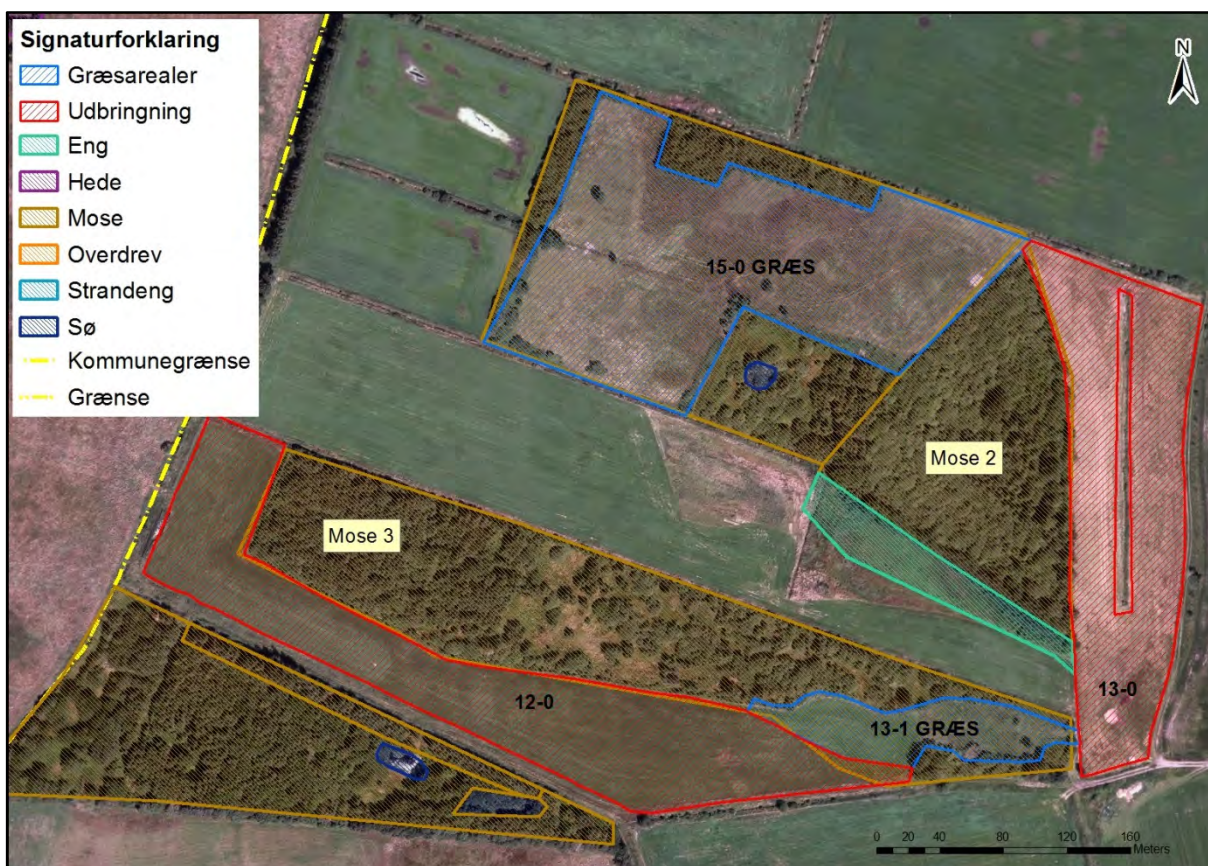 Signaturforklaring
Græsarealer
Udbringning
Eng
Hede
Mose
Overdrev
Strandeng
Sø
Kommunegrænse
Grænse
N
15-0 GRÆS
Mose 2
Mose 3
12-0
13-1 GRÆS
13-0
0 20 40 80 120 160
Meters